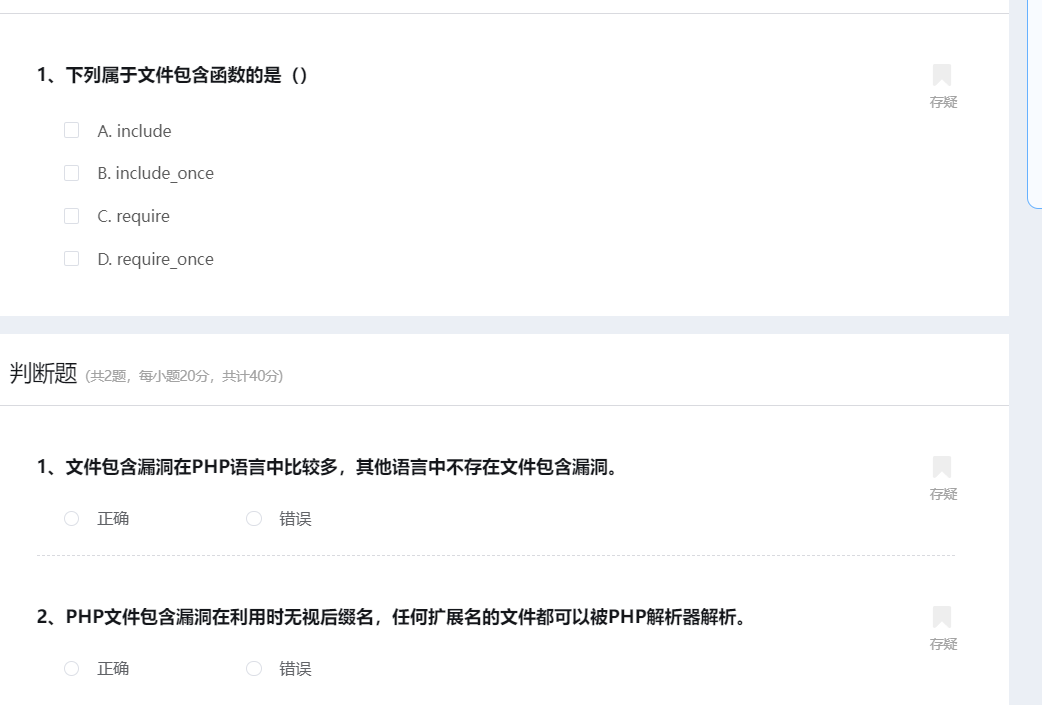 1、下列属于文件包含函数的是（）
存疑
A. include
B. include_once
C. require
D. require_once
判断题 (共2题，每小题20分，共计40分)
1、文件包含漏洞在PHP语言中比较多，其他语言中不存在文件包含漏洞。
存疑
正确 错误
2、PHP文件包含漏洞在利用时无视后缀名，任何扩展名的文件都可以被PHP解析器解析。
存疑
正确 错误